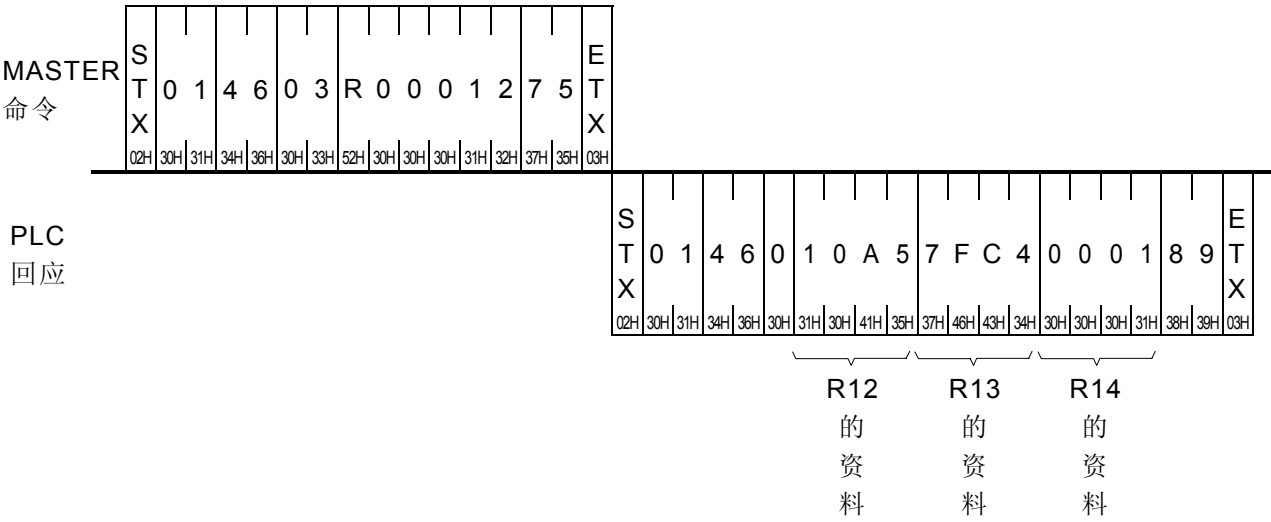 MASTER
命令
STX 0 1 4 6 0 3 R 0 0 0 1 2 7 5 ETX
02H 30H 31H 34H 36H 30H 33H 52H 30H 30H 30H 31H 32H 37H 35H 03H
PLC
回应
STX 0 1 4 6 0 1 0 A 5 7 F C 4 0 0 0 1 8 9 ETX
02H 30H 31H 34H 36H 30H 31H 30H 41H 35H 37H 46H 43H 34H 30H 30H 30H 31H 38H 39H 03H
R12
的
资
料
R13
的
资
料
R14
的
资
料